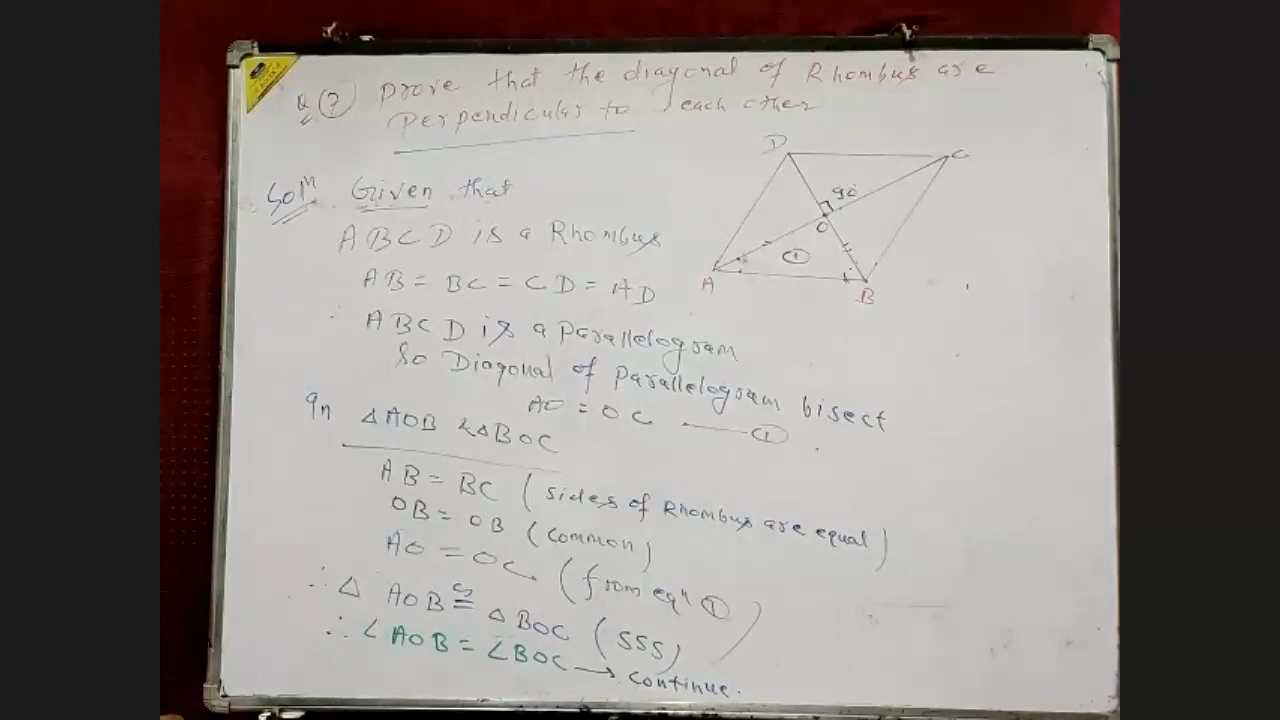 Q (7) Prove that the diagonal of Rhombus are
Perpendicular to each other
Solⁿ Given that
ABCD is a Rhombus
AB = BC = CD = AD
ABCD is a Parallelogram
So Diagonal of Parallelogram bisect
AO = OC ①
In △AOB & △BOC
AB = BC (sides of Rhombus are equal)
OB = OB (common)
AO = OC (from eqⁿ ①)
∴ △ AOB ≅ △ BOC (SSS)
∴ ∠AOB = ∠BOC → continue.
D
C
90°
O
①
A
B